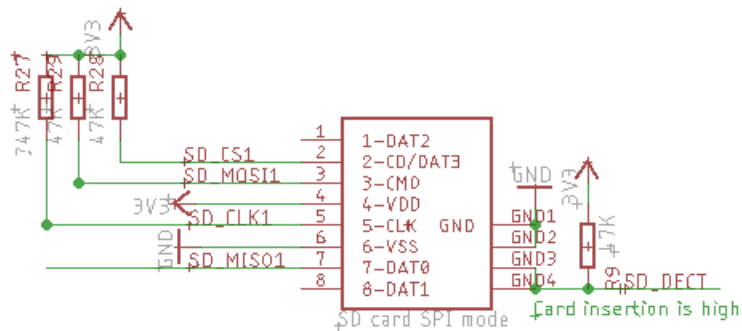 3V3
R27
R29
R28
?47K
47K
47K
SD_CS1
SD_MOSI1
3V3
SD_CLK1
GND
SD_MISO1
1
2
3
4
5
6
7
8
1-DAT2
2-CD/DAT3
3-CMD
4-VDD
5-CLK GND
6-VSS
7-DAT0
8-DAT1
SD card SPI mode
GND
GND1
GND2
GND3
GND4
3V3
47K
R9
SD_DECT
Card insertion is high